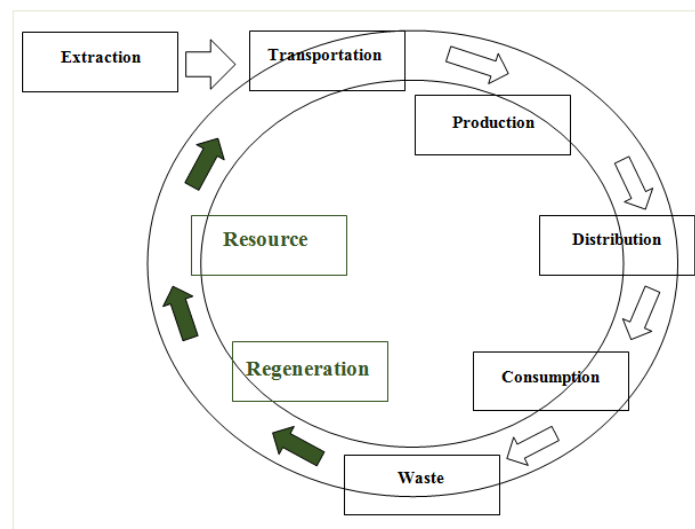 Extraction
Transportation
Production
Distribution
Consumption
Waste
Regeneration
Resource